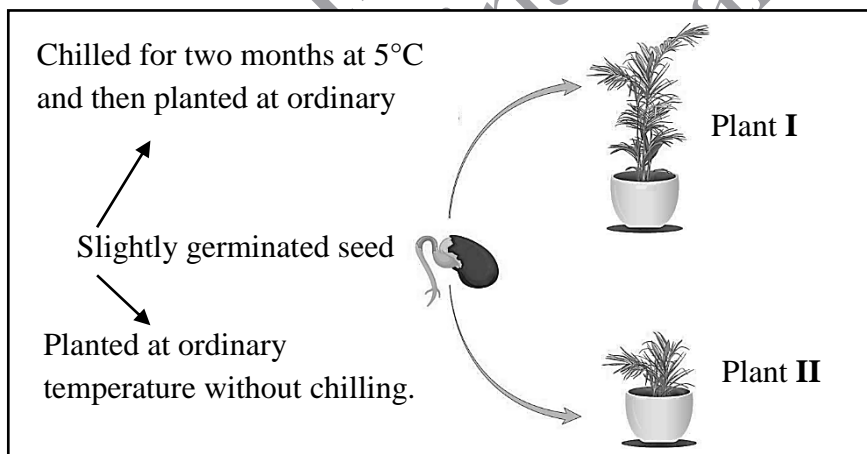 Chilled for two months at 5°C
and then planted at ordinary
Plant I
Slightly germinated seed
Planted at ordinary
temperature without chilling.
Plant II